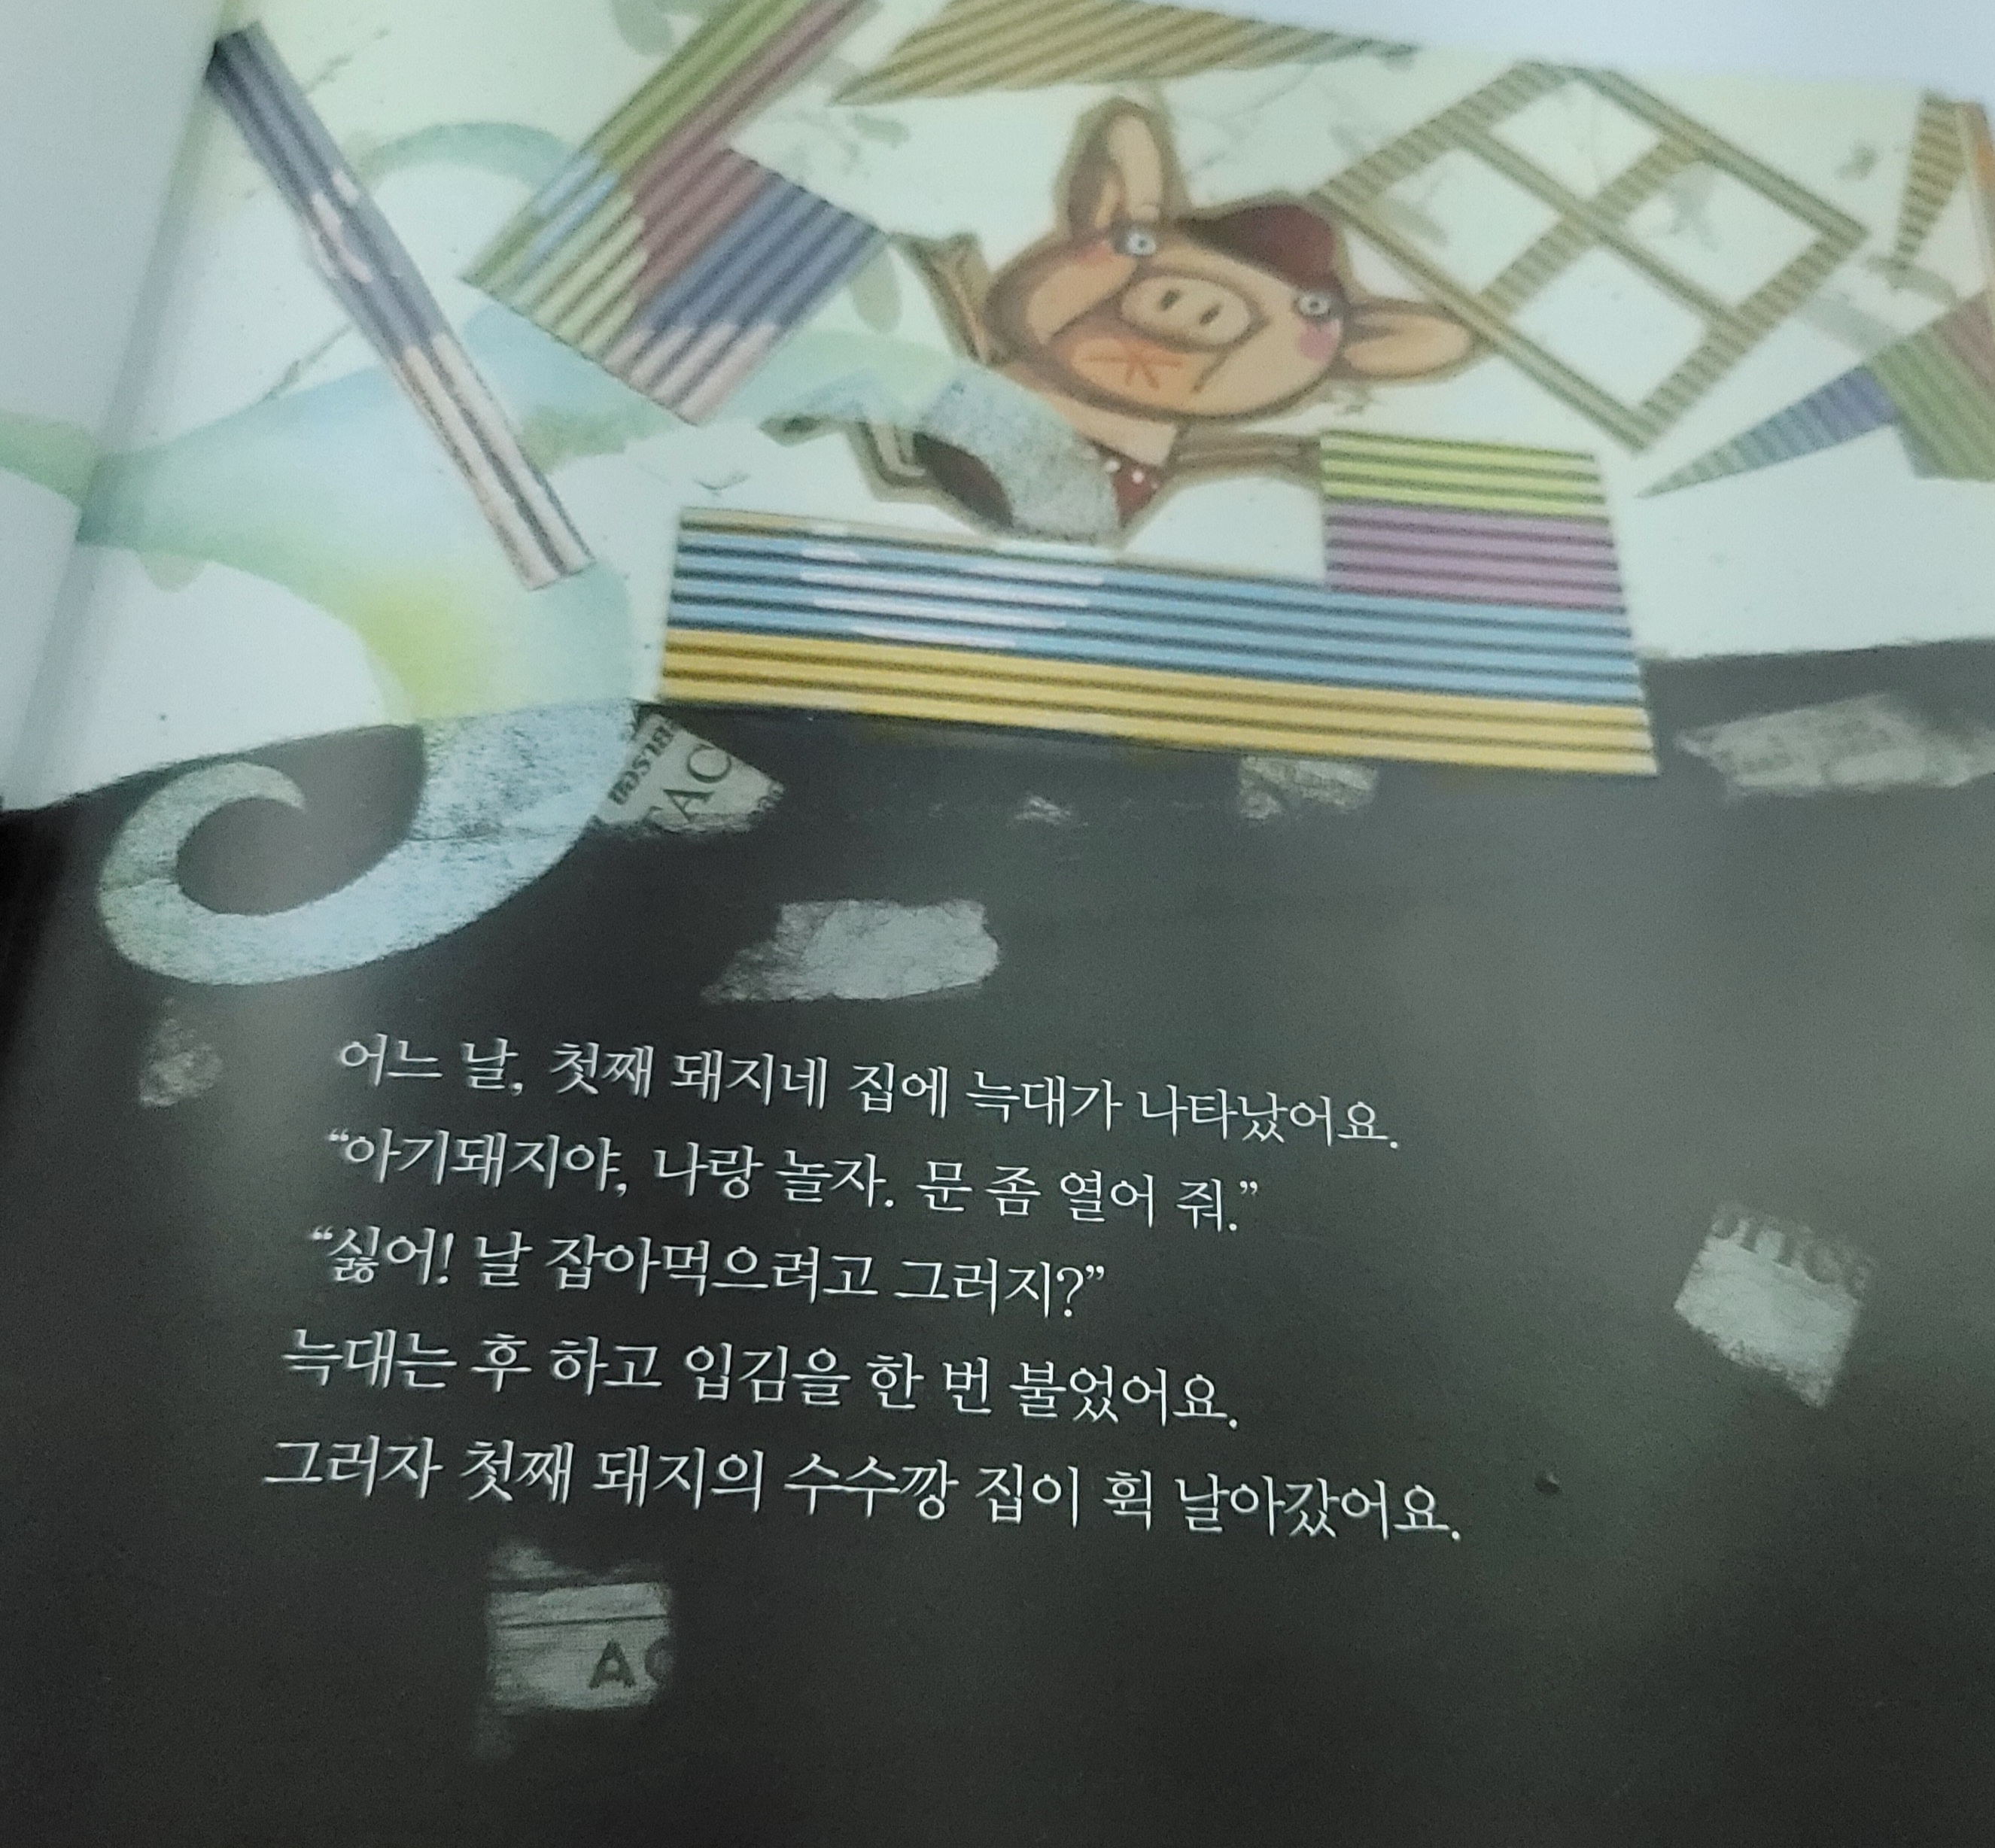 TAC
어느 날, 첫째 돼지네 집에 늑대가 나타났어요.
“아기돼지야, 나랑 놀자. 문 좀 열어 줘.”
“싫어! 날 잡아먹으려고 그러지?”
늑대는 후 하고 입김을 한 번 불었어요.
그러자 첫째 돼지의 수수깡 집이 휙 날아갔어요.
AC